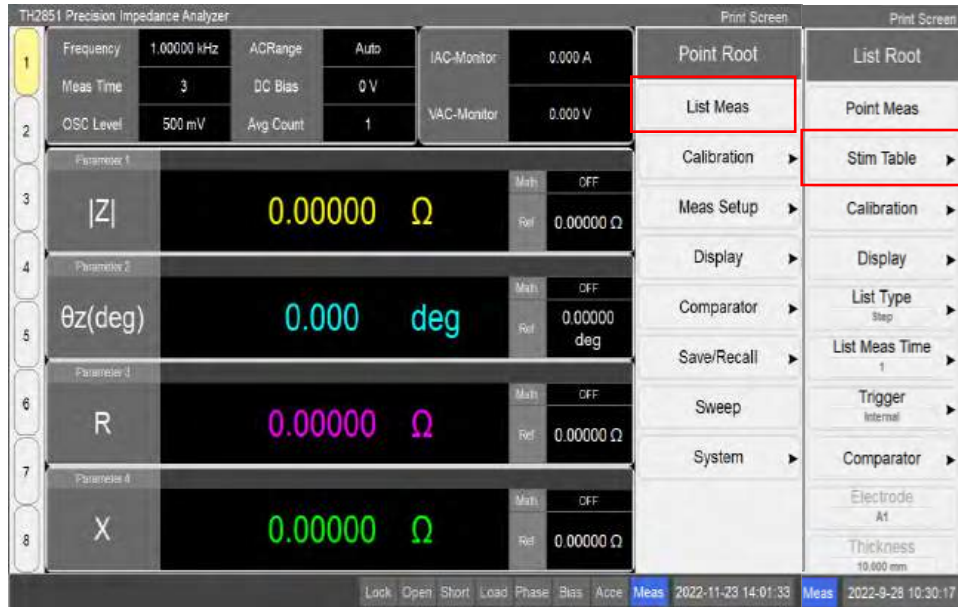 TH2851 Precision Impedance Analyzer
Print Screen
Print Screen
1
2
3
4
5
6
7
8
Frequency 1.00000 kHz ACRange Auto
Meas Time 3 DC Bias 0 V
OSC Level 500 mV Avg Count 1
IAC-Monitor 0.000 A
VAC-Monitor 0.000 V
Parameter 1
|Z| 0.00000 Ω
Math OFF
Ref 0.00000 Ω
Parameter 2
θz(deg) 0.000 deg
Math OFF
Ref 0.00000 deg
Parameter 3
R 0.00000 Ω
Math OFF
Ref 0.00000 Ω
Parameter 4
X 0.00000 Ω
Math OFF
Ref 0.00000 Ω
Point Root
List Meas
Calibration
Meas Setup
Display
Comparator
Save/Recall
Sweep
System
List Root
Point Meas
Stim Table
Calibration
Display
List Type
Step
List Meas Time
1
Trigger
Internal
Comparator
Electrode
A1
Thickness
10.000 mm
Lock Open Short Load Phase Bias Acce Meas 2022-11-23 14:01:33
Meas 2022-9-28 10:30:17